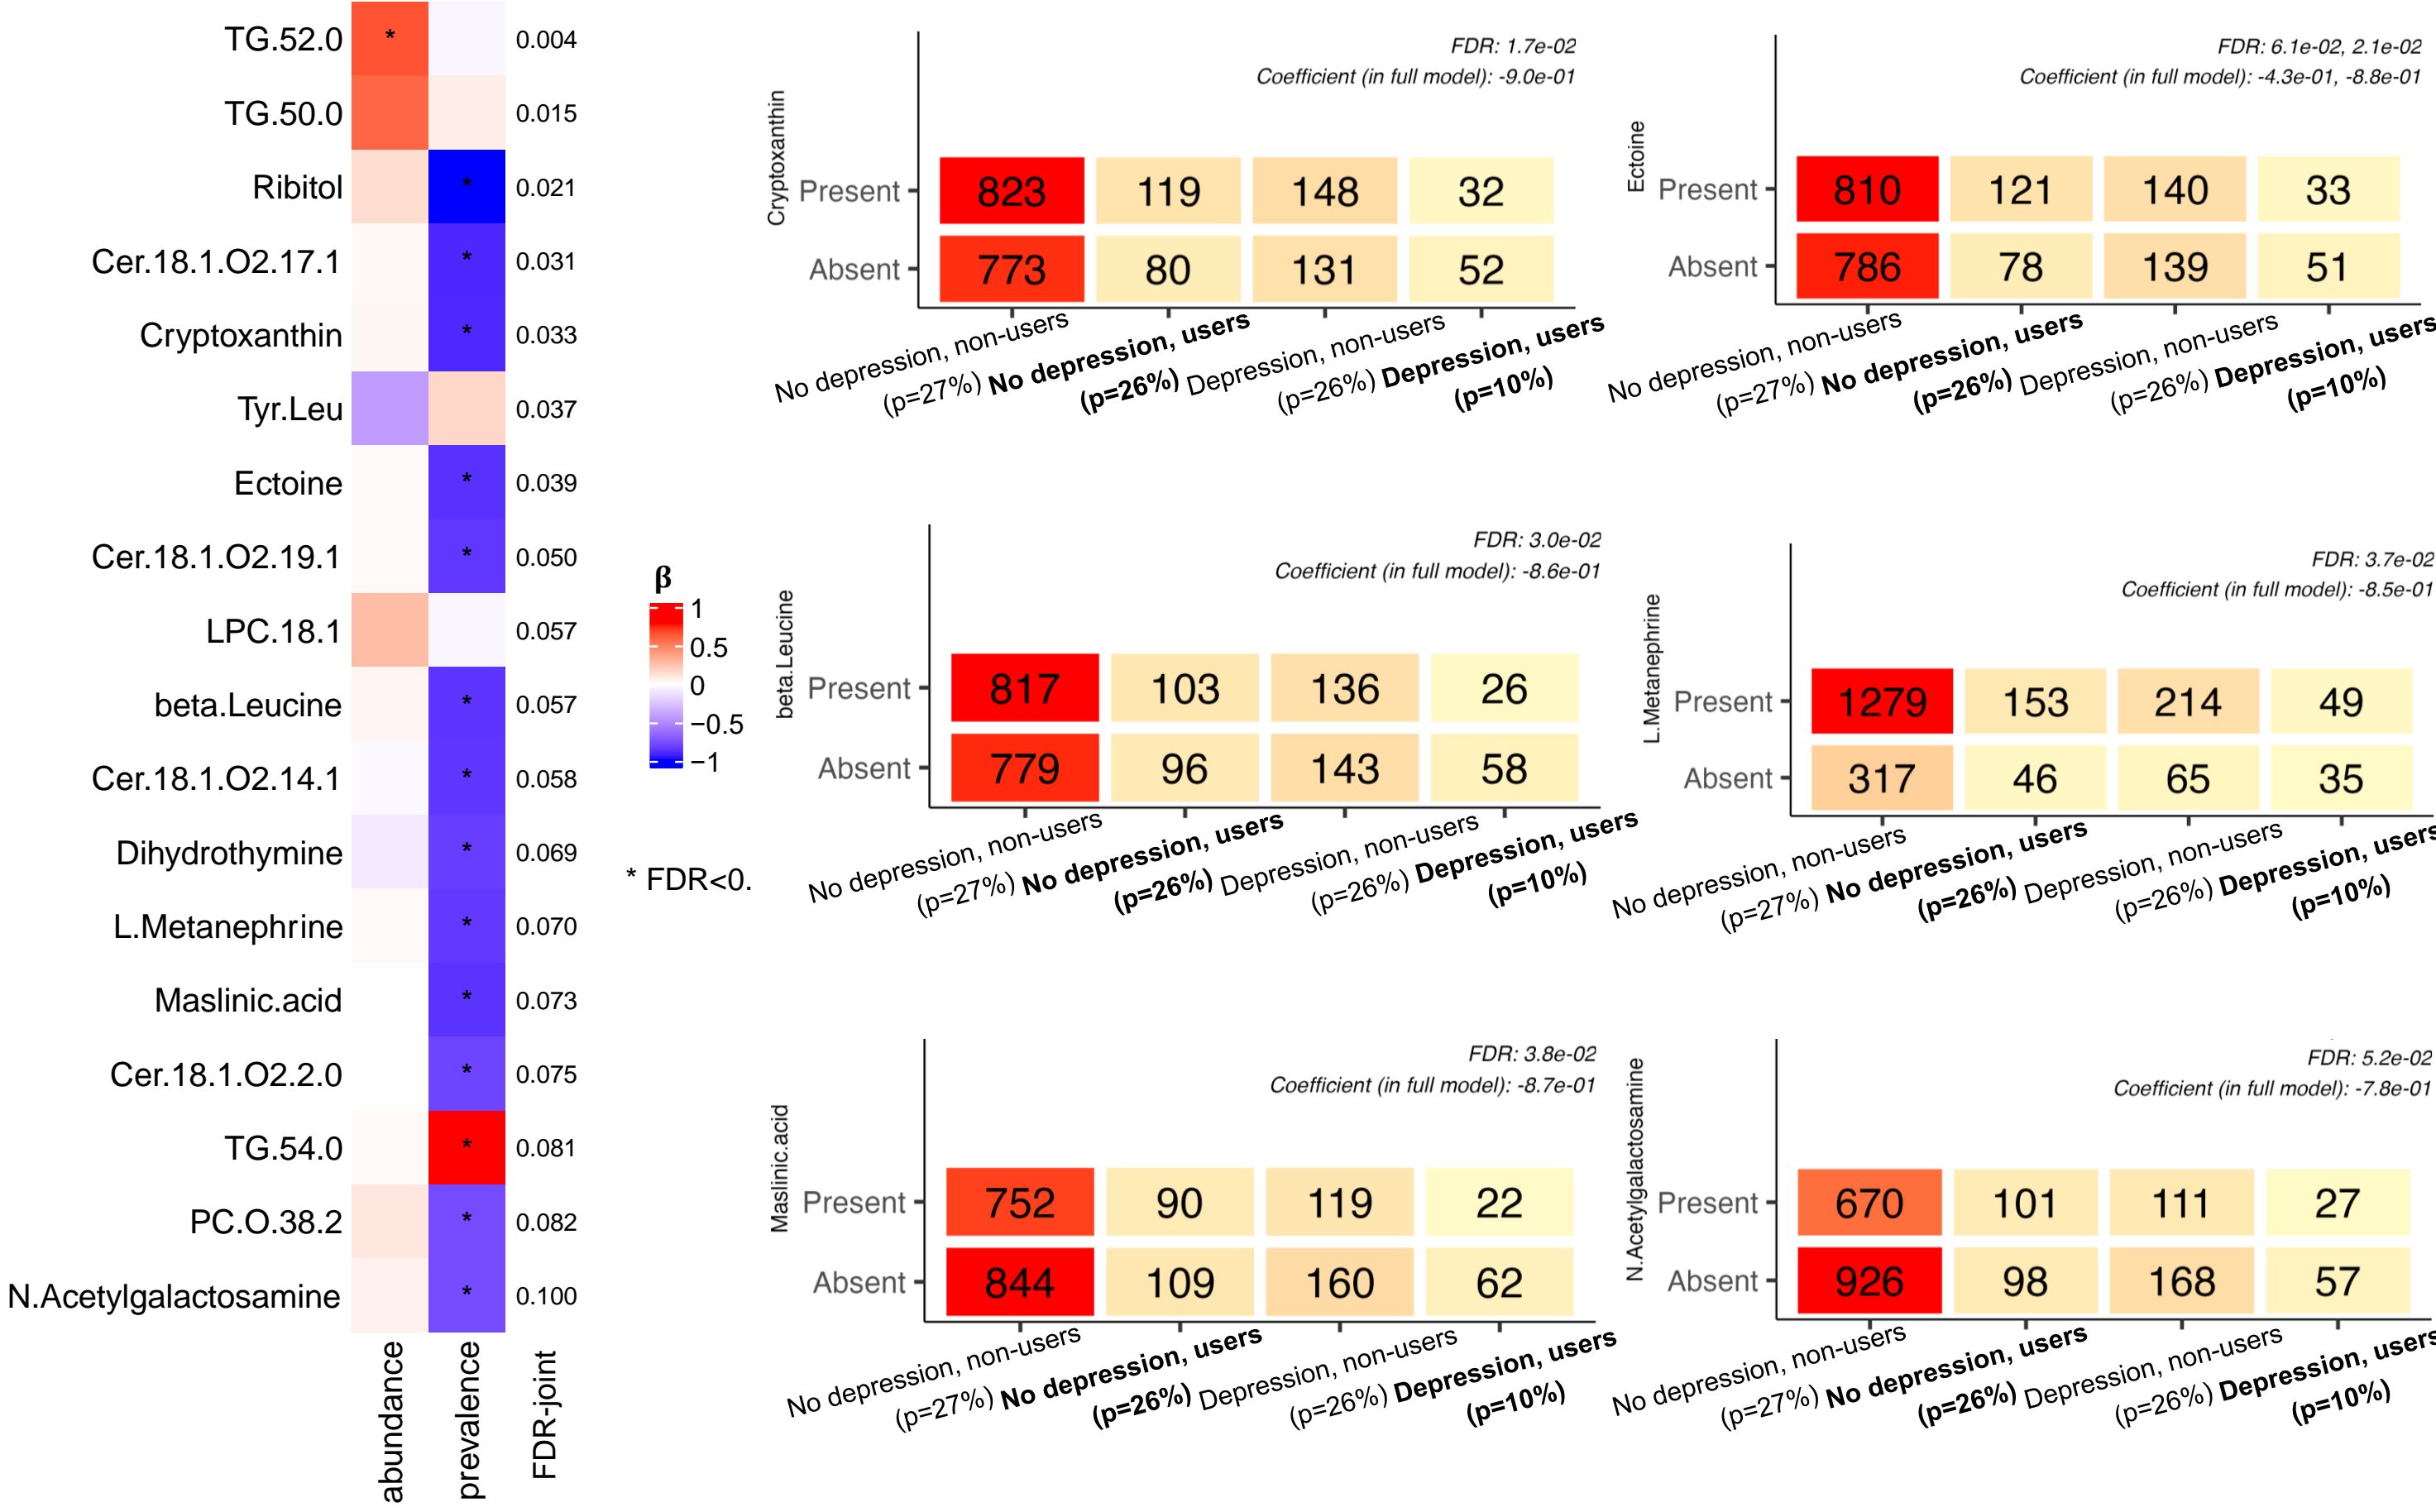 TG.52.0 * 0.004
TG.50.0 0.015
Ribitol * 0.021
Cer.18.1.O2.17.1 * 0.031
Cryptoxanthin * 0.033
Tyr.Leu 0.037
Ectoine * 0.039
Cer.18.1.O2.19.1 * 0.050
LPC.18.1 0.057
beta.Leucine * 0.057
Cer.18.1.O2.14.1 * 0.058
Dihydrothymine * 0.069
L.Metanephrine * 0.070
Maslinic.acid * 0.073
Cer.18.1.O2.2.0 * 0.075
TG.54.0 * 0.081
PC.O.38.2 * 0.082
N.Acetylgalactosamine * 0.100
abundance
prevalence
FDR-joint
β
1
0.5
0
−0.5
−1
* FDR<0.
FDR: 1.7e-02
Coefficient (in full model): -9.0e-01
Cryptoxanthin
Present 823 119 148 32
Absent 773 80 131 52
No depression, non-users
(p=27%)
No depression, users
(p=26%)
Depression, non-users
(p=26%)
Depression, users
(p=10%)
FDR: 6.1e-02, 2.1e-02
Coefficient (in full model): -4.3e-01, -8.8e-01
Ectoine
Present 810 121 140 33
Absent 786 78 139 51
No depression, non-users
(p=27%)
No depression, users
(p=26%)
Depression, non-users
(p=26%)
Depression, users
(p=10%)
FDR: 3.0e-02
Coefficient (in full model): -8.6e-01
beta.Leucine
Present 817 103 136 26
Absent 779 96 143 58
No depression, non-users
(p=27%)
No depression, users
(p=26%)
Depression, non-users
(p=26%)
Depression, users
(p=10%)
FDR: 3.7e-02
Coefficient (in full model): -8.5e-01
L.Metanephrine
Present 1279 153 214 49
Absent 317 46 65 35
No depression, non-users
(p=27%)
No depression, users
(p=26%)
Depression, non-users
(p=26%)
Depression, users
(p=10%)
FDR: 3.8e-02
Coefficient (in full model): -8.7e-01
Maslinic.acid
Present 752 90 119 22
Absent 844 109 160 62
No depression, non-users
(p=27%)
No depression, users
(p=26%)
Depression, non-users
(p=26%)
Depression, users
(p=10%)
FDR: 5.2e-02
Coefficient (in full model): -7.8e-01
N.Acetylgalactosamine
Present 670 101 111 27
Absent 926 98 168 57
No depression, non-users
(p=27%)
No depression, users
(p=26%)
Depression, non-users
(p=26%)
Depression, users
(p=10%)